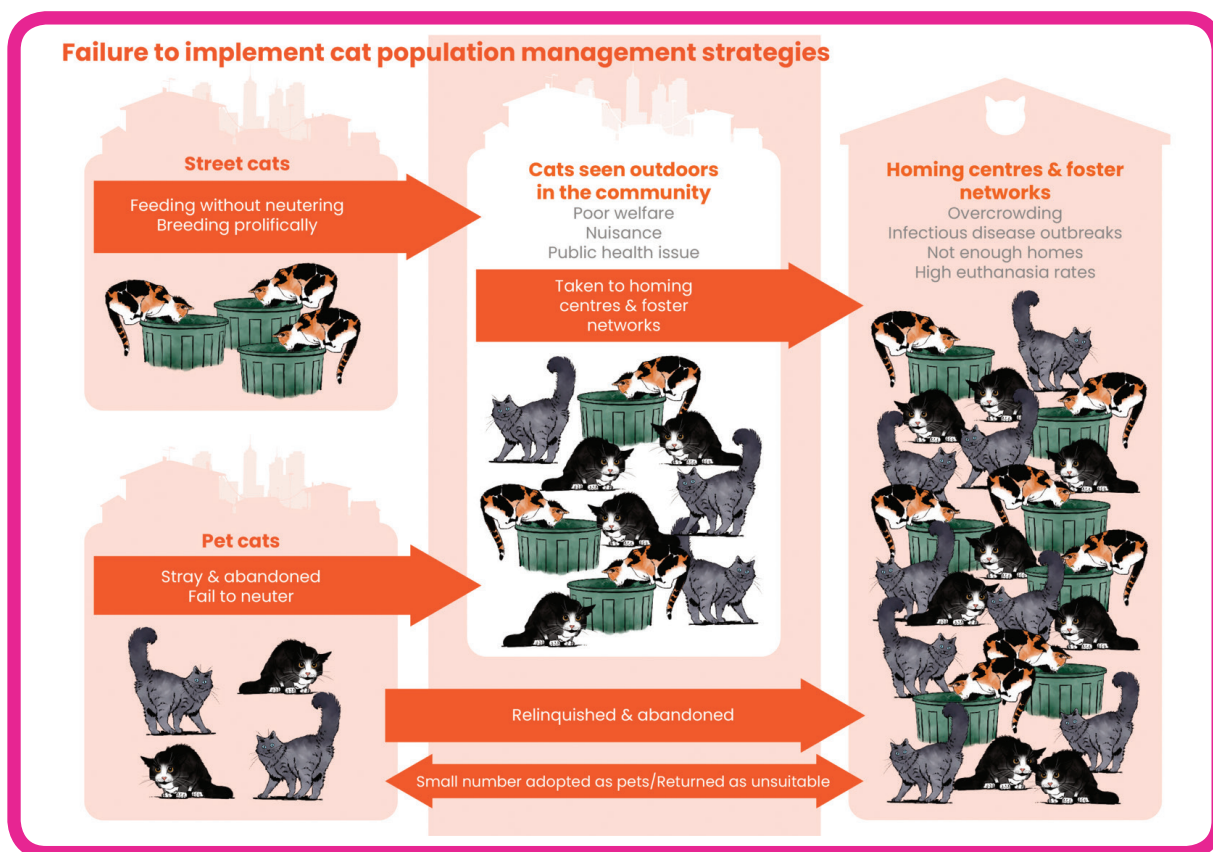 Failure to implement cat population management strategies
Street cats
Feeding without neutering
Breeding prolifically
Cats seen outdoors
in the community
Poor welfare
Nuisance
Public health issue
Taken to homing
centres & foster
networks
Homing centres & foster
networks
Overcrowding
Infectious disease outbreaks
Not enough homes
High euthanasia rates
Pet cats
Stray & abandoned
Fail to neuter
Relinquished & abandoned
Small number adopted as pets/Returned as unsuitable